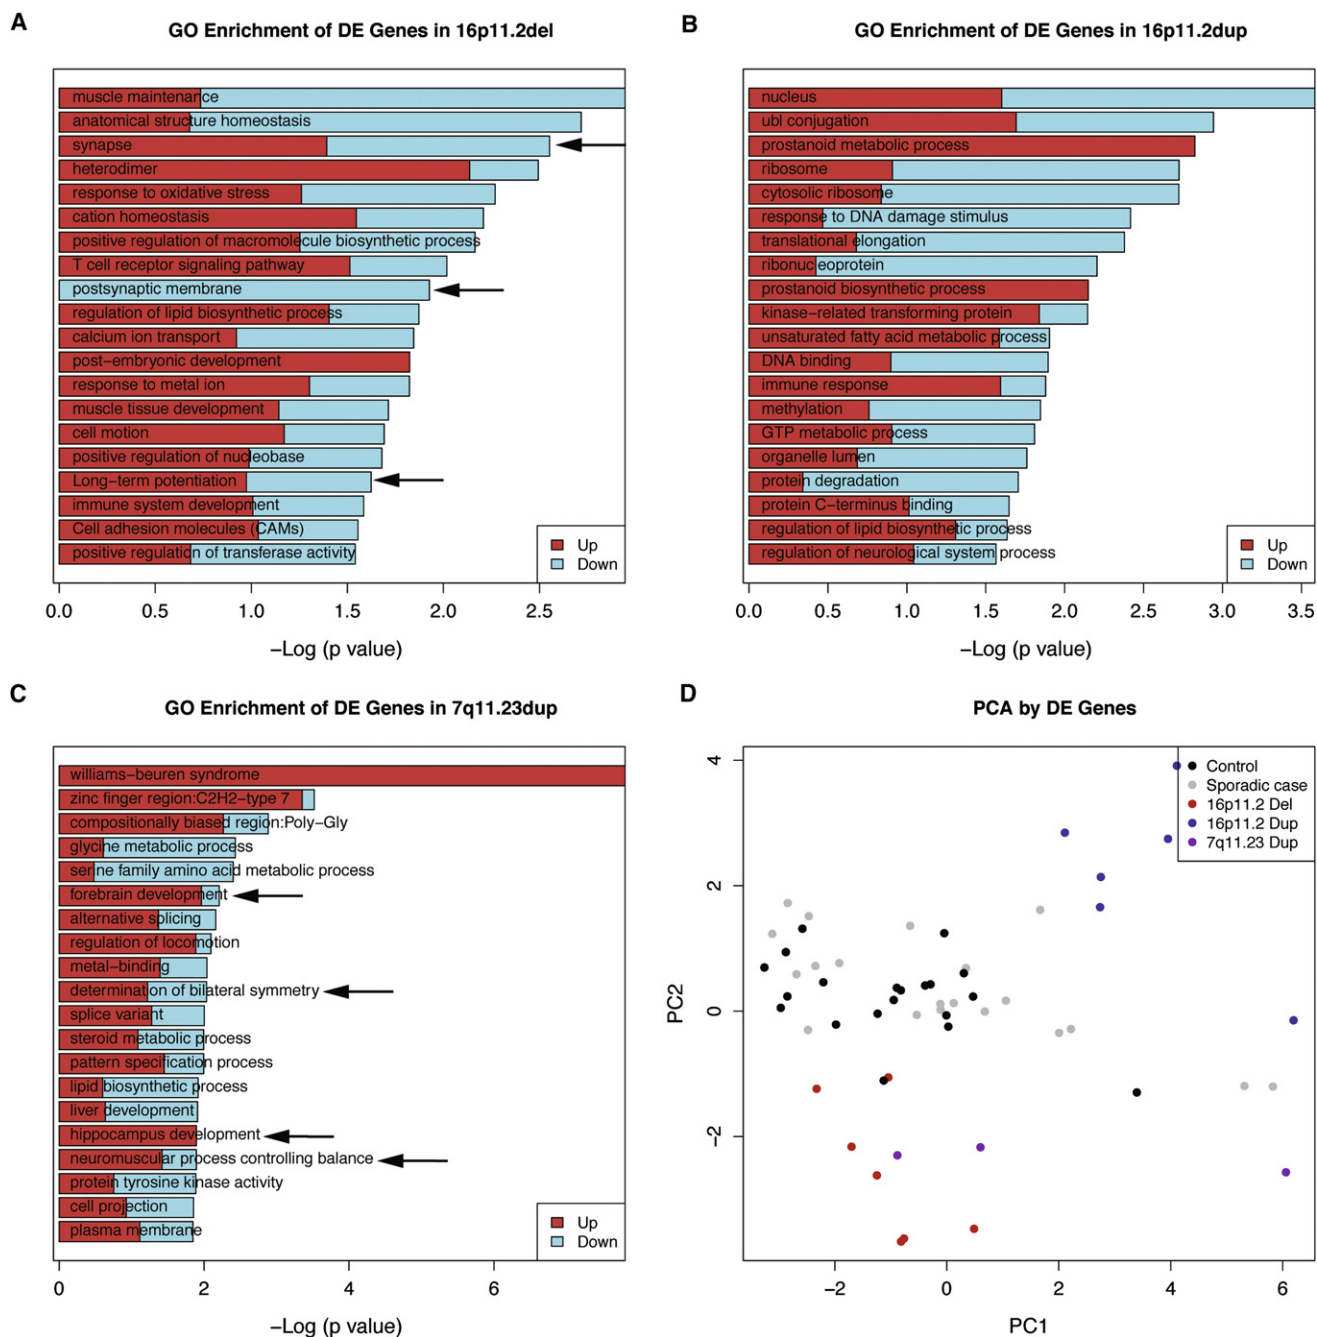 A
GO Enrichment of DE Genes in 16p11.2del
muscle maintenance
anatomical structure homeostasis
synapse
heterodimer
response to oxidative stress
cation homeostasis
positive regulation of macromolecule biosynthetic process
T cell receptor signaling pathway
postsynaptic membrane
regulation of lipid biosynthetic process
calcium ion transport
post−embryonic development
response to metal ion
muscle tissue development
cell motion
positive regulation of nucleobase
Long−term potentiation
immune system development
Cell adhesion molecules (CAMs)
positive regulation of transferase activity
Up
Down
0.0 0.5 1.0 1.5 2.0 2.5
−Log (p value)
B
GO Enrichment of DE Genes in 16p11.2dup
nucleus
ubl conjugation
prostanoid metabolic process
ribosome
cytosolic ribosome
response to DNA damage stimulus
translational elongation
ribonucleoprotein
prostanoid biosynthetic process
kinase−related transforming protein
unsaturated fatty acid metabolic process
DNA binding
immune response
methylation
GTP metabolic process
organelle lumen
protein degradation
protein C−terminus binding
regulation of lipid biosynthetic process
regulation of neurological system process
Up
Down
0.0 0.5 1.0 1.5 2.0 2.5 3.0 3.5
−Log (p value)
C
GO Enrichment of DE Genes in 7q11.23dup
williams−beuren syndrome
zinc finger region:C2H2−type 7
compositionally biased region:Poly−Gly
glycine metabolic process
serine family amino acid metabolic process
forebrain development
alternative splicing
regulation of locomotion
metal−binding
determination of bilateral symmetry
splice variant
steroid metabolic process
pattern specification process
lipid biosynthetic process
liver development
hippocampus development
neuromuscular process controlling balance
protein tyrosine kinase activity
cell projection
plasma membrane
Up
Down
0 2 4 6
−Log (p value)
D
PCA by DE Genes
Control
Sporadic case
16p11.2 Del
16p11.2 Dup
7q11.23 Dup
4
2
0
−2
PC2
−2 0 2 4 6
PC1